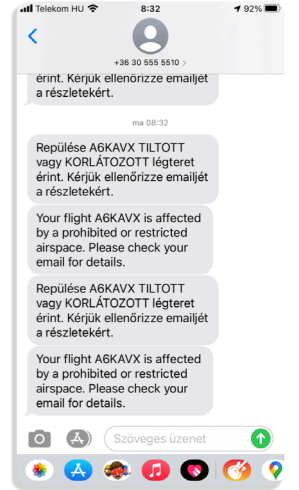 Telekom HU
8:32
92%
+36 30 555 5510 >
érint. Kérjük ellenőrizze emailjét
a részletekért.
ma 08:32
Repülése A6KAVX TILTOTT
vagy KORLÁTOZOTT légteret
érint. Kérjük ellenőrizze emailjét
a részletekért.
Your flight A6KAVX is affected
by a prohibited or restricted
airspace. Please check your
email for details.
Repülése A6KAVX TILTOTT
vagy KORLÁTOZOTT légteret
érint. Kérjük ellenőrizze emailjét
a részletekért.
Your flight A6KAVX is affected
by a prohibited or restricted
airspace. Please check your
email for details.
Szöveges üzenet